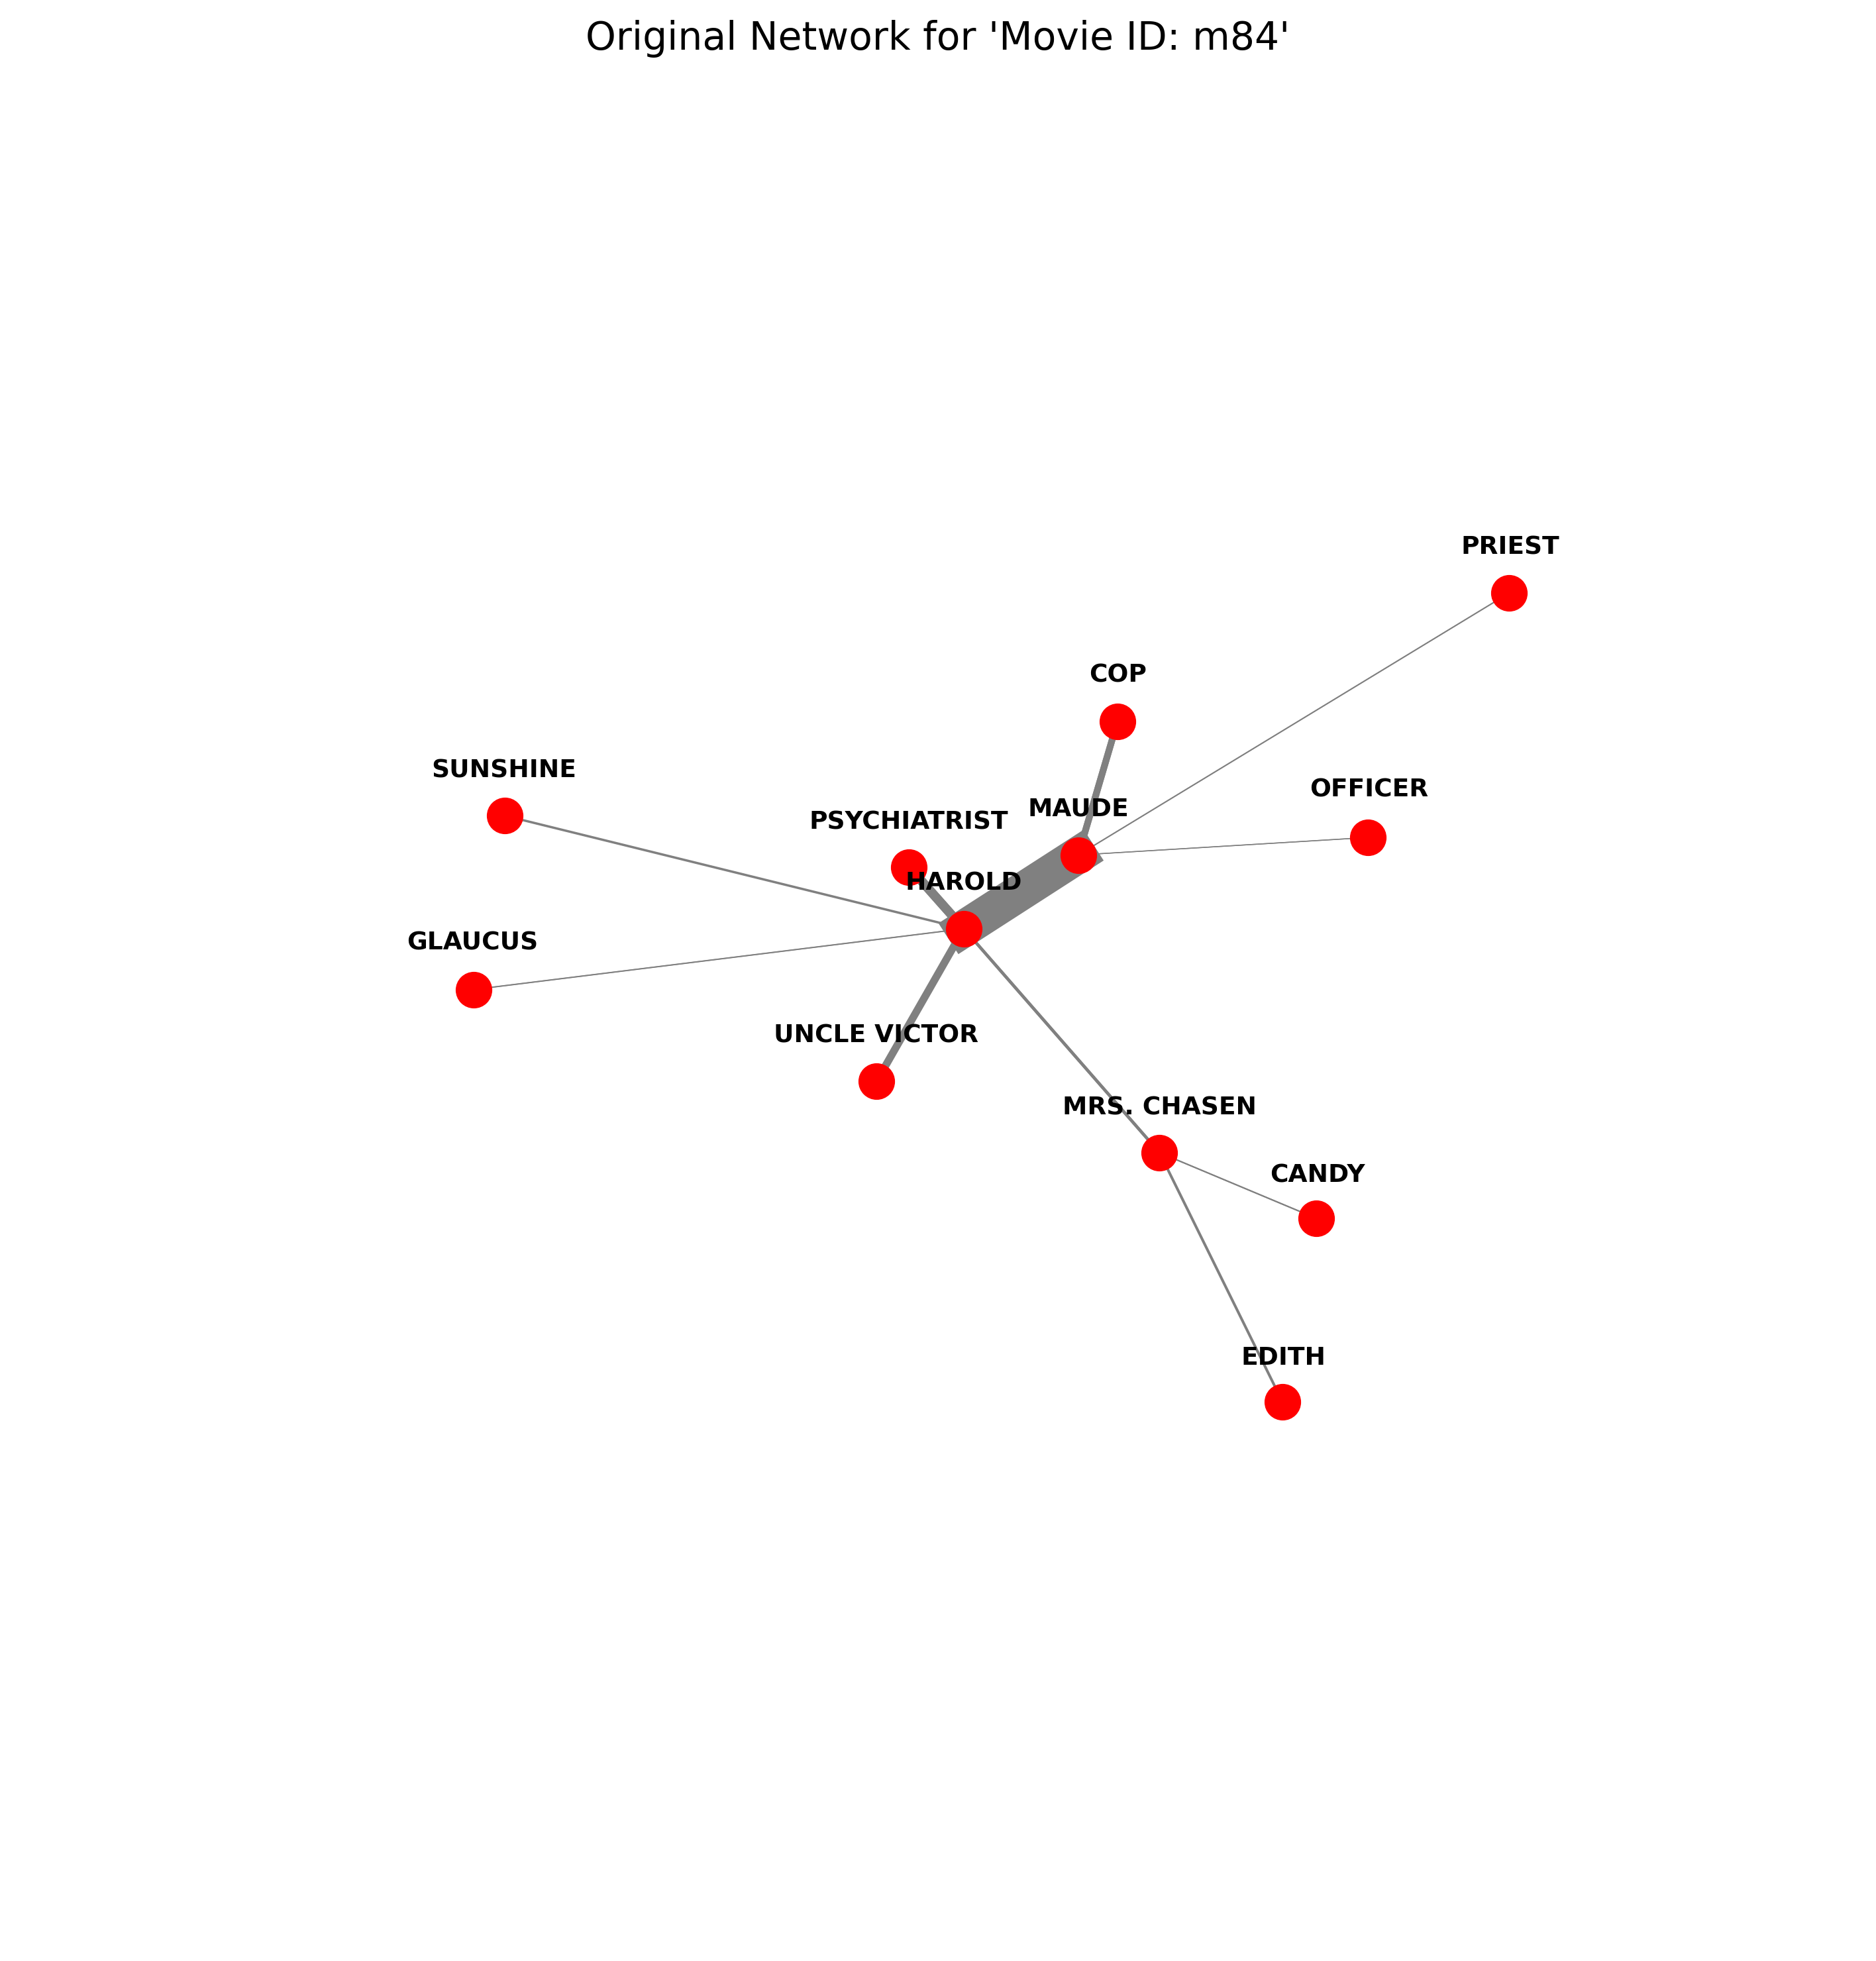 Original Network for 'Movie ID: m84'
PRIEST
COP
SUNSHINE
OFFICER
MAUDE
PSYCHIATRIST
HAROLD
GLAUCUS
UNCLE VICTOR
MRS. CHASEN
CANDY
EDITH